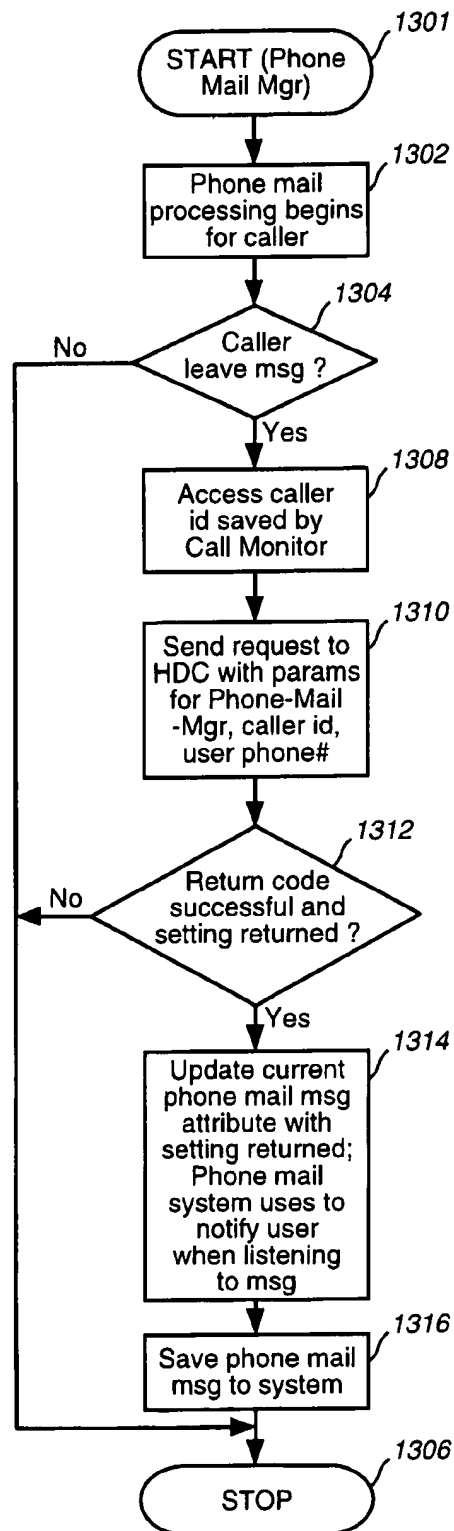 1301
START (Phone
Mail Mgr)
1302
Phone mail
processing begins
for caller
1304
Caller
leave msg ?
No
Yes
1308
Access caller
id saved by
Call Monitor
1310
Send request to
HDC with params
for Phone-Mail
-Mgr, caller id,
user phone#
1312
Return code
successful and
setting returned ?
No
Yes
1314
Update current
phone mail msg
attribute with
setting returned;
Phone mail
system uses to
notify user
when listening
to msg
1316
Save phone mail
msg to system
1306
STOP